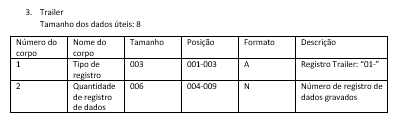 3. Trailer
Tamanho dos dados úteis: 8
Número do corpo Nome do corpo Tamanho Posição Formato Descrição
1 Tipo de registro 003 001-003 A Registro Trailer: "01-"
2 Quantidade de registro de dados 006 004-009 N Número de registro de dados gravados